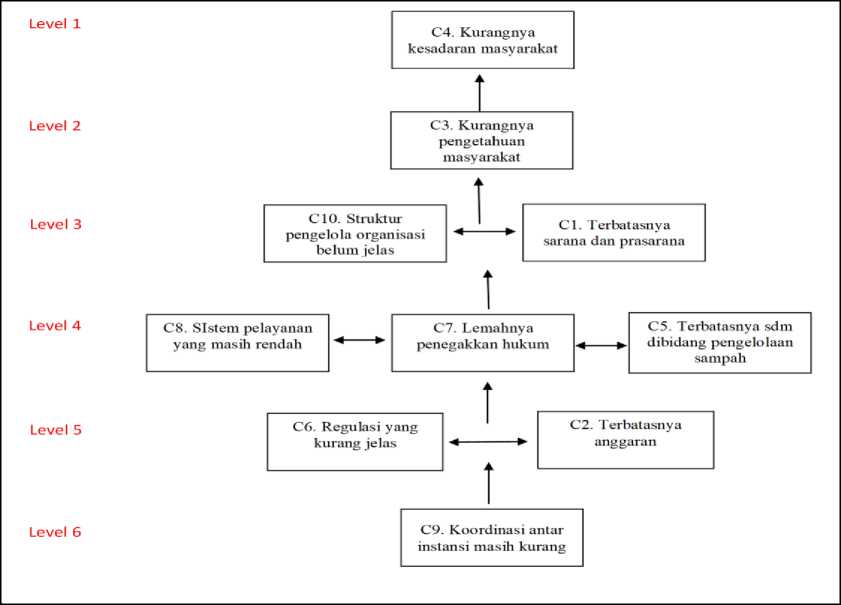 Level 1
C4. Kurangnya
kesadaran masyarakat
Level 2
C3. Kurangnya
pengetahuan
masyarakat
Level 3
C10. Struktur
pengelola organisasi
belum jelas
C1. Terbatasnya
sarana dan prasarana
Level 4
C8. SIstem pelayanan
yang masih rendah
C7. Lemahnya
penegakkan hukum
C5. Terbatasnya sdm
dibidang pengelolaan
sampah
Level 5
C6. Regulasi yang
kurang jelas
C2. Terbatasnya
anggaran
Level 6
C9. Koordinasi antar
instansi masih kurang